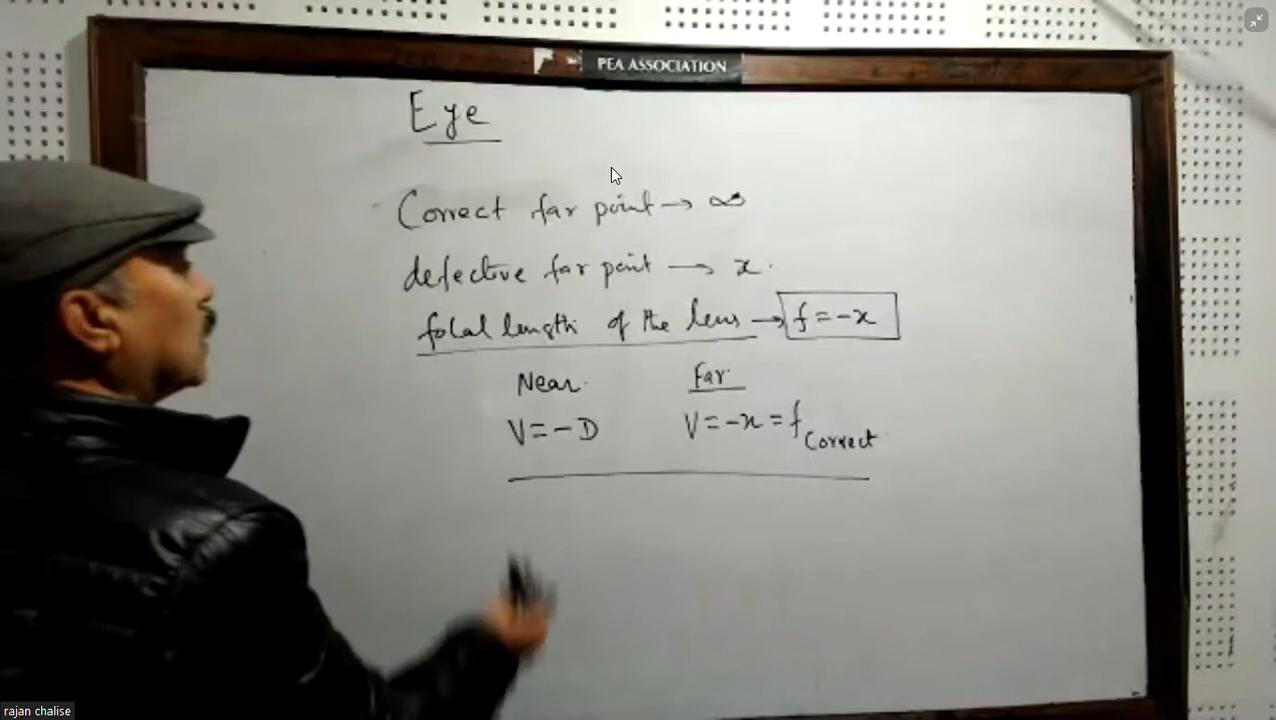 PEA ASSOCIATION
Eye
Correct far point → ∞
defective far point → x.
focal length of the lens → f = -x
Near. Far.
V = -D V = -x = f Correct
rajan chalise